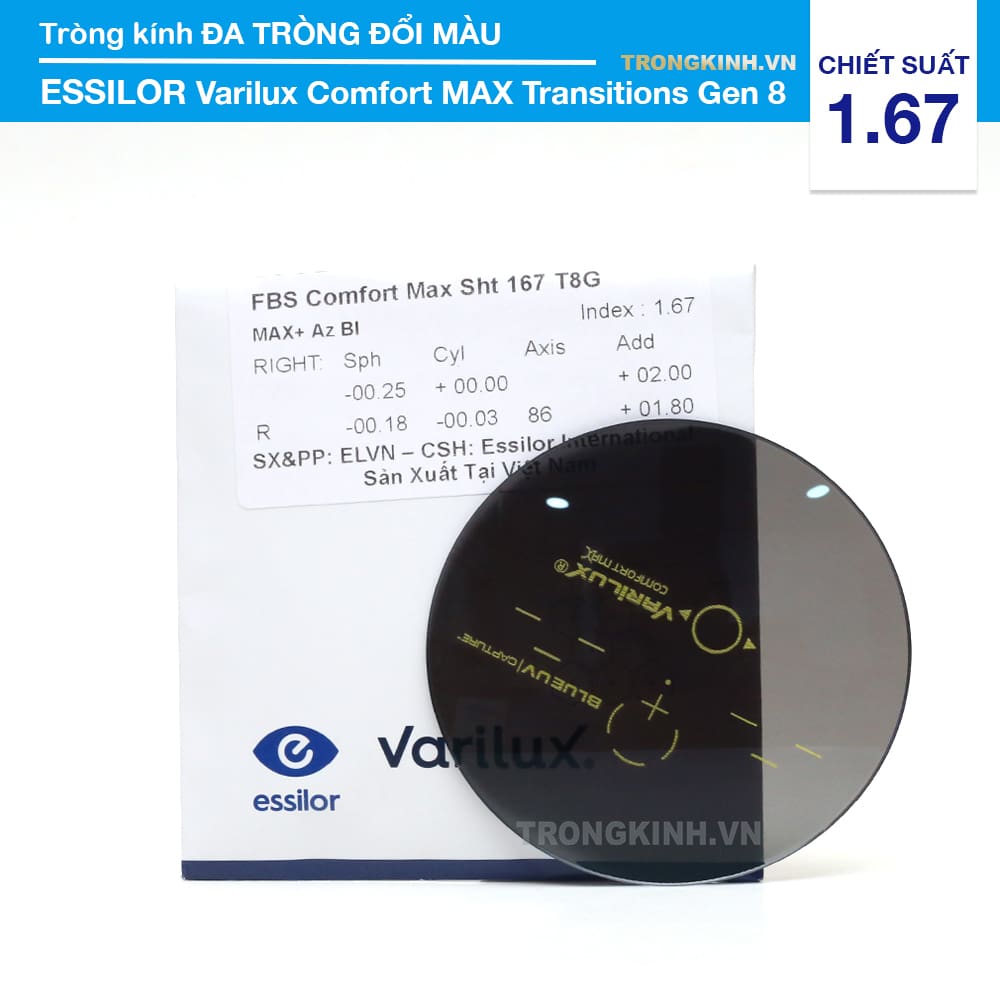 Tròng kính ĐA TRÒNG ĐỔI MÀU
TRONGKINH.VN
ESSILOR Varilux Comfort MAX Transitions Gen 8
CHIẾT SUẤT
1.67
FBS Comfort Max Sht 167 T8G
MAX+ Az BI Index : 1.67
RIGHT: Sph Cyl Axis Add
-00.25 + 00.00 + 02.00
R -00.18 -00.03 86 + 01.80
SX&PP: ELVN – CSH: Essilor International
Sản Xuất Tại Việt Nam
COMFORT MAX
VARILUX®
BLUE UV | CAPTURE™
e
essilor
varilux.
TRONGKINH.VN